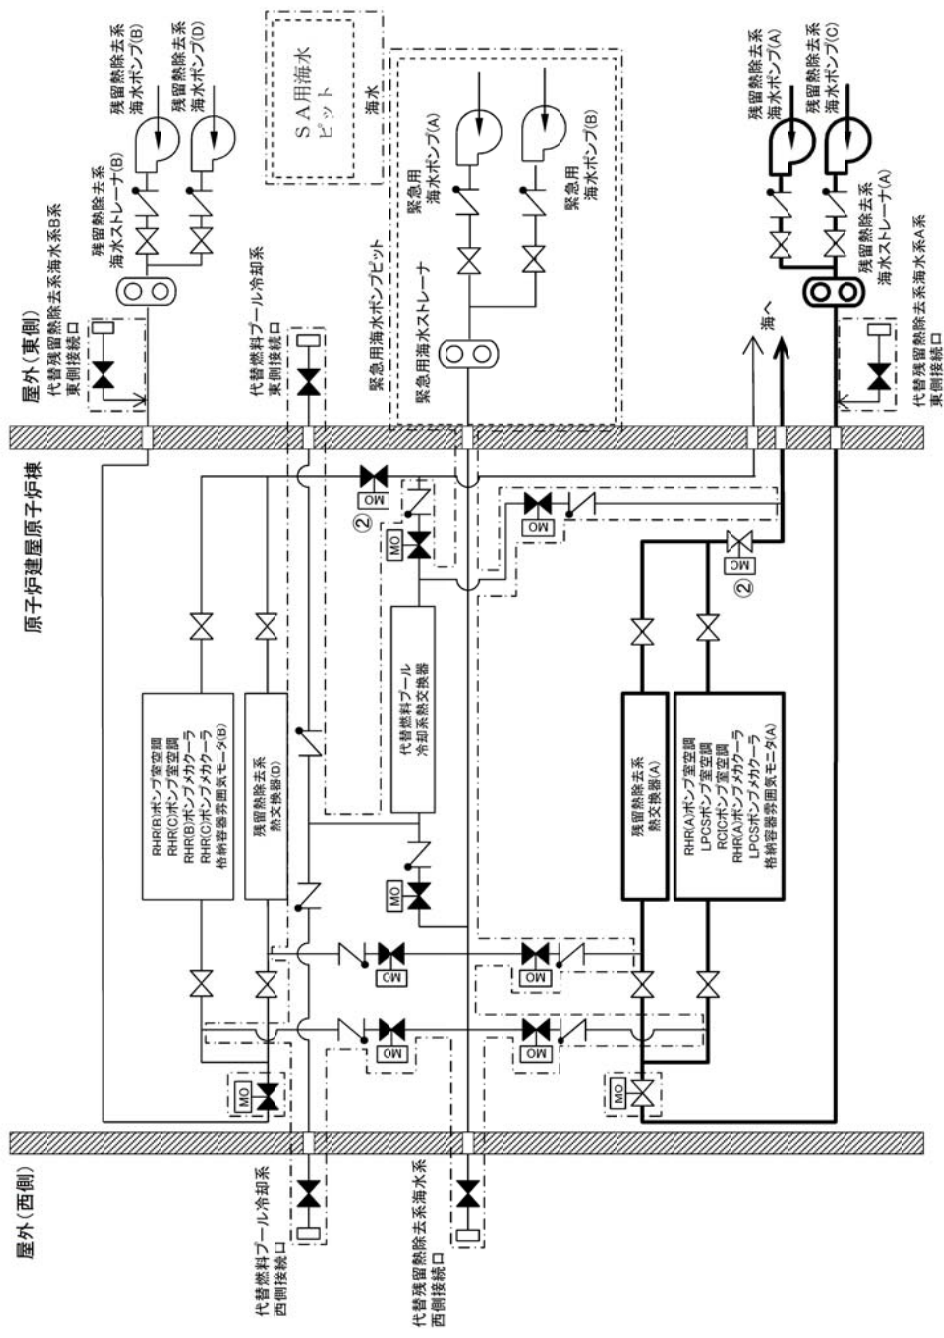 屋外(西側)
原子炉建屋原子炉棟
屋外(東側)
残留熱除去系
海水ポンプ(B)
残留熱除去系
海水ポンプ(D)
残留熱除去系
海水ストレーナ(B)
代替残留熱除去系海水系B系
東側接続口
SA用海水
ピット
海水
代替燃料プール冷却系
東側接続口
緊急用海水ポンプピット
緊急用海水ストレーナ
緊急用
海水ポンプ(A)
緊急用
海水ポンプ(B)
残留熱除去系
海水ポンプ(A)
残留熱除去系
海水ポンプ(C)
残留熱除去系
海水ストレーナ(A)
海へ
代替残留熱除去系海水系A系
東側接続口
RHR(B)ポンプ室空調
RHR(C)ポンプ室空調
RHR(B)ポンプメカクーラ
RHR(C)ポンプメカクーラ
格納容器雰囲気モータ(B)
残留熱除去系
熱交換器(D)
MO
②
MO
MO
代替燃料プール
冷却系熱交換器
MO
MO
MO
MO
MO
MO
残留熱除去系
熱交換器(A)
RHR(A)ポンプ室空調
LPCSポンプ室空調
RCICポンプ室空調
RHR(A)ポンプメカクーラ
LPCSポンプメカクーラ
格納容器雰囲気モニタ(A)
MC
②
MO
代替燃料プール冷却系
西側接続口
代替残留熱除去系海水系
西側接続口